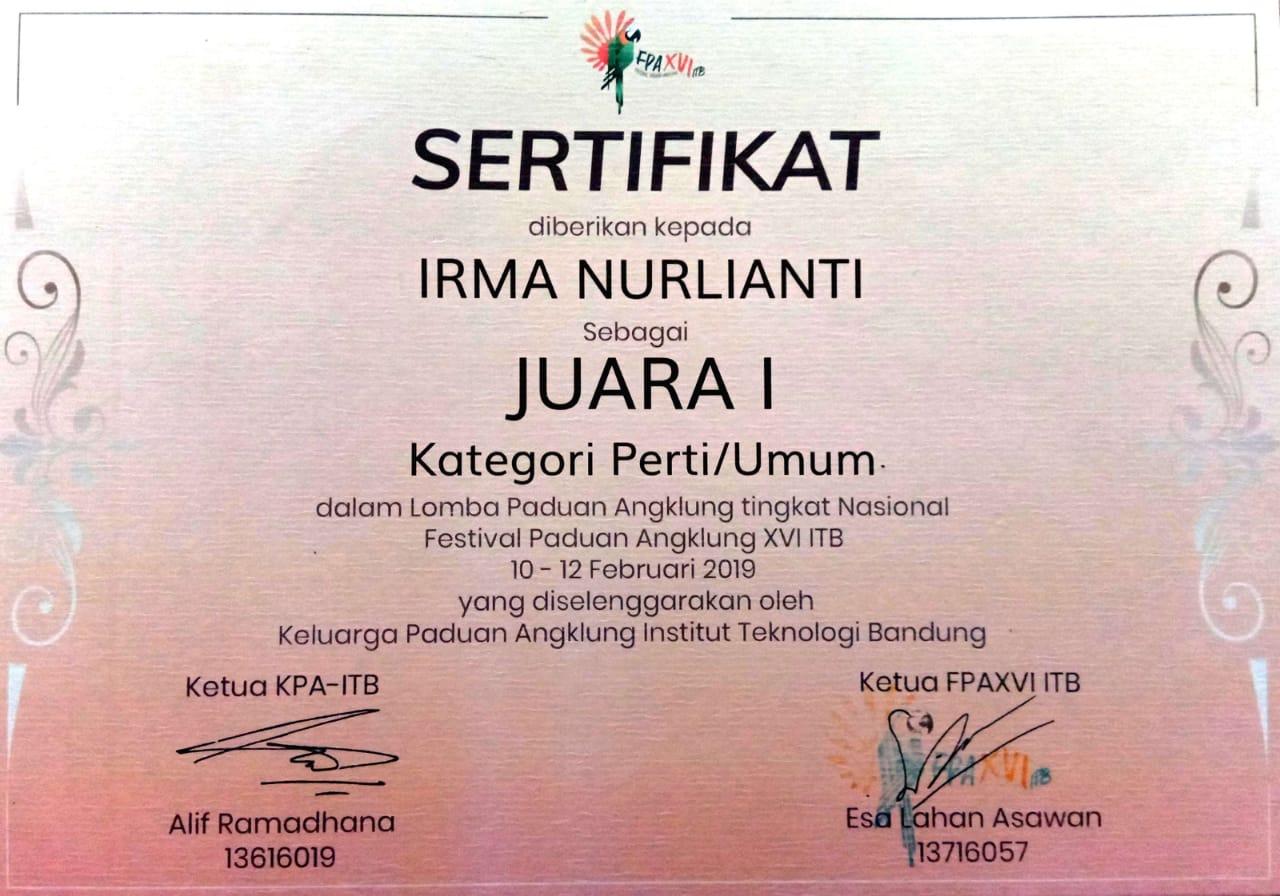 FPAXVI ITB
SERTIFIKAT
diberikan kepada
IRMA NURLIANTI
Sebagai
JUARA I
Kategori Perti/Umum
dalam Lomba Paduan Angklung tingkat Nasional
Festival Paduan Angklung XVI ITB
10 - 12 Februari 2019
yang diselenggarakan oleh
Keluarga Paduan Angklung Institut Teknologi Bandung
Ketua KPA-ITB
Alif Ramadhana
13616019
Ketua FPAXVI ITB
FPAXVI ITB
Esa Lahan Asawan
13716057